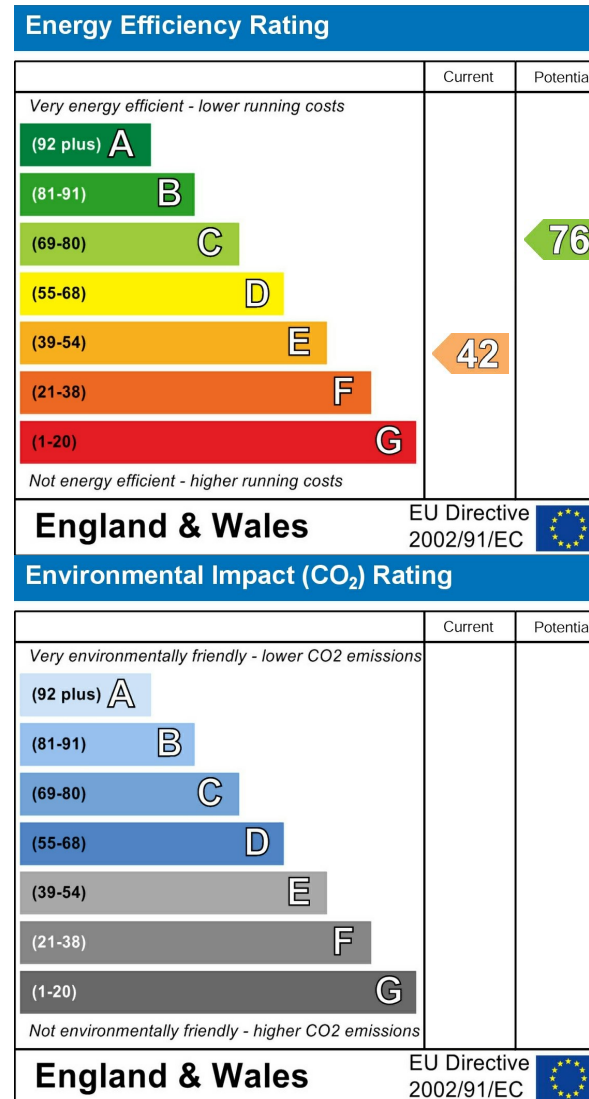 Energy Efficiency Rating
Current Potentia
Very energy efficient - lower running costs
(92 plus) A
(81-91) B
(69-80) C 76
(55-68) D
(39-54) E 42
(21-38) F
(1-20) G
Not energy efficient - higher running costs
England & Wales EU Directive
2002/91/EC
Environmental Impact (CO₂) Rating
Current Potentia
Very environmentally friendly - lower CO2 emissions
(92 plus) A
(81-91) B
(69-80) C
(55-68) D
(39-54) E
(21-38) F
(1-20) G
Not environmentally friendly - higher CO2 emissions
England & Wales EU Directive
2002/91/EC